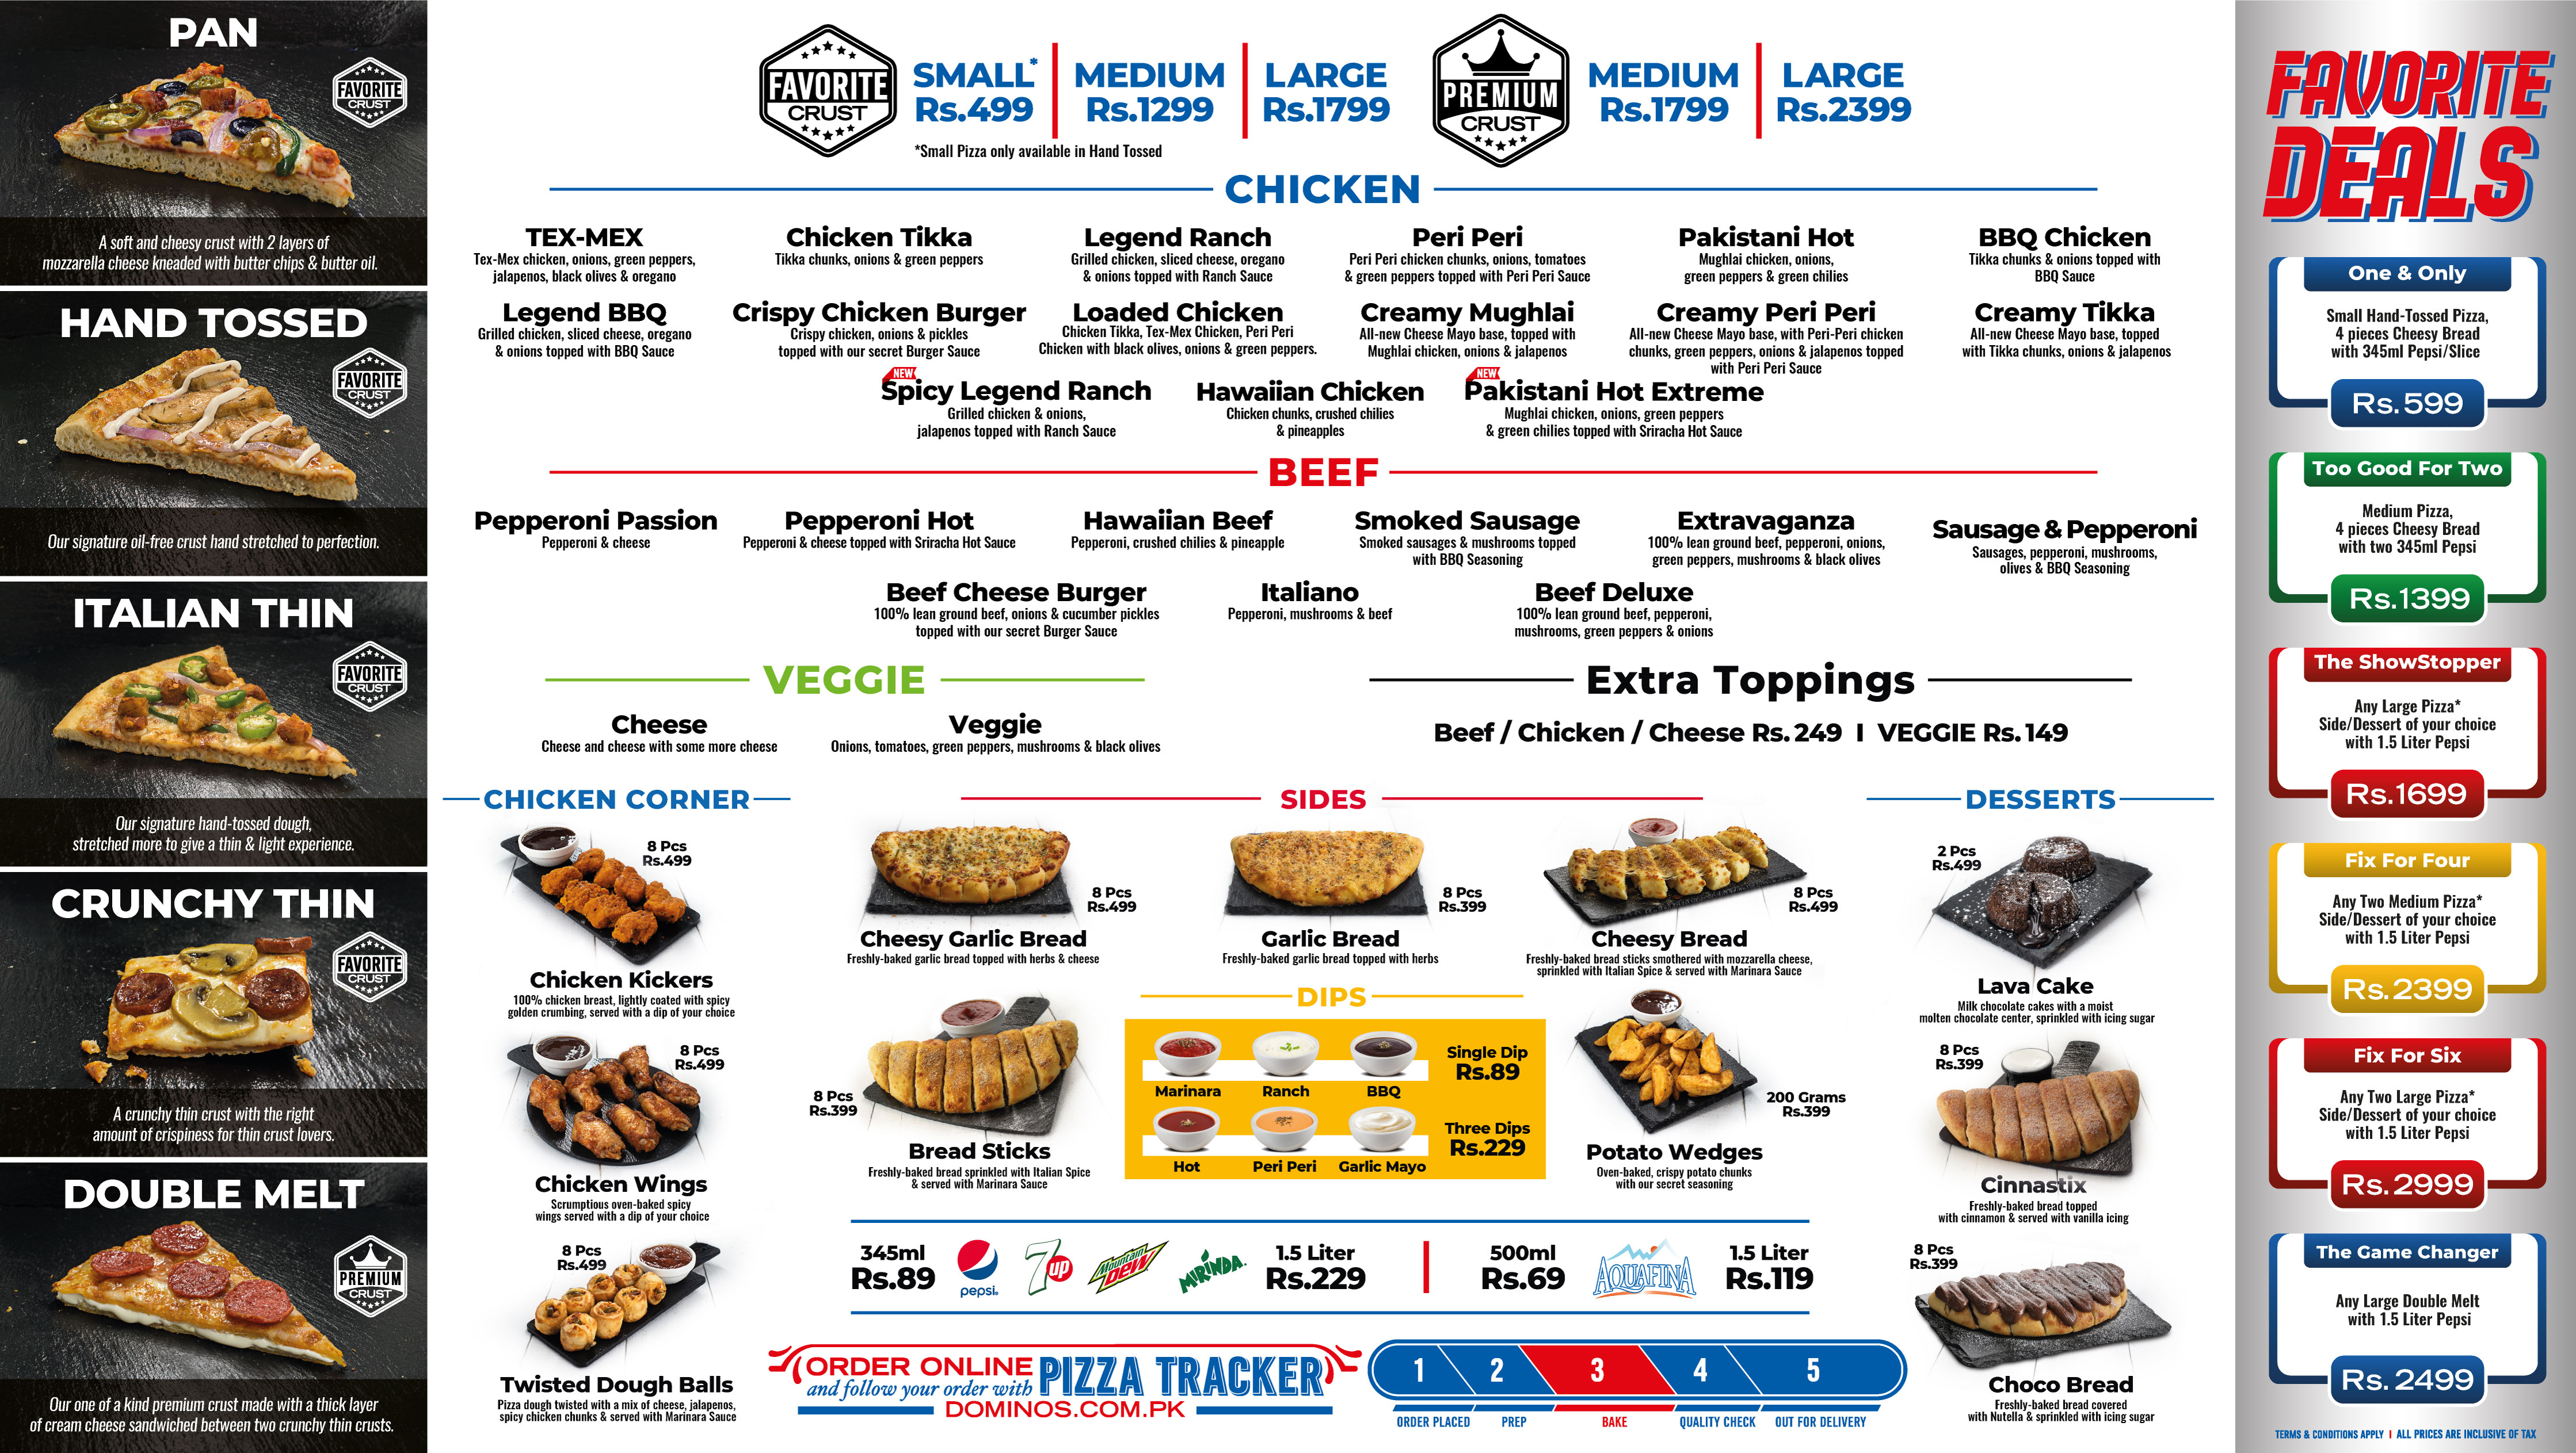 PAN
FAVORITE
CRUST
A soft and cheesy crust with 2 layers of
mozzarella cheese kneaded with butter chips & butter oil.
HAND TOSSED
FAVORITE
CRUST
Our signature oil-free crust hand stretched to perfection.
ITALIAN THIN
FAVORITE
CRUST
Our signature hand-tossed dough,
stretched more to give a thin & light experience.
CRUNCHY THIN
FAVORITE
CRUST
A crunchy thin crust with the right
amount of crispiness for thin crust lovers.
DOUBLE MELT
PREMIUM
CRUST
Our one of a kind premium crust made with a thick layer
of cream cheese sandwiched between two crunchy thin crusts.
FAVORITE
CRUST
SMALL*
Rs.499
MEDIUM
Rs.1299
LARGE
Rs.1799
*Small Pizza only available in Hand Tossed
PREMIUM
CRUST
MEDIUM
Rs.1799
LARGE
Rs.2399
CHICKEN
TEX-MEX
Tex-Mex chicken, onions, green peppers,
jalapenos, black olives & oregano
Chicken Tikka
Tikka chunks, onions & green peppers
Legend Ranch
Grilled chicken, sliced cheese, oregano
& onions topped with Ranch Sauce
Peri Peri
Peri Peri chicken chunks, onions, tomatoes
& green peppers topped with Peri Peri Sauce
Pakistani Hot
Mughlai chicken, onions,
green peppers & green chilies
BBQ Chicken
Tikka chunks & onions topped with
BBQ Sauce
Legend BBQ
Grilled chicken, sliced cheese, oregano
& onions topped with BBQ Sauce
Crispy Chicken Burger
Crispy chicken, onions & pickles
topped with our secret Burger Sauce
Loaded Chicken
Chicken Tikka, Tex-Mex Chicken, Peri Peri
Chicken with black olives, onions & green peppers.
Creamy Mughlai
All-new Cheese Mayo base, topped with
Mughlai chicken, onions & jalapenos
Creamy Peri Peri
All-new Cheese Mayo base, with Peri-Peri chicken
chunks, green peppers, onions & jalapenos topped
with Peri Peri Sauce
Creamy Tikka
All-new Cheese Mayo base, topped
with Tikka chunks, onions & jalapenos
NEW
Spicy Legend Ranch
Grilled chicken & onions,
jalapenos topped with Ranch Sauce
Hawaiian Chicken
Chicken chunks, crushed chilies
& pineapples
NEW
Pakistani Hot Extreme
Mughlai chicken, onions, green peppers
& green chilies topped with Sriracha Hot Sauce
BEEF
Pepperoni Passion
Pepperoni & cheese
Pepperoni Hot
Pepperoni & cheese topped with Sriracha Hot Sauce
Hawaiian Beef
Pepperoni, crushed chilies & pineapple
Smoked Sausage
Smoked sausages & mushrooms topped
with BBQ Seasoning
Extravaganza
100% lean ground beef, pepperoni, onions,
green peppers, mushrooms & black olives
Sausage & Pepperoni
Sausages, pepperoni, mushrooms,
olives & BBQ Seasoning
Beef Cheese Burger
100% lean ground beef, onions & cucumber pickles
topped with our secret Burger Sauce
Italiano
Pepperoni, mushrooms & beef
Beef Deluxe
100% lean ground beef, pepperoni,
mushrooms, green peppers & onions
VEGGIE
Cheese
Cheese and cheese with some more cheese
Veggie
Onions, tomatoes, green peppers, mushrooms & black olives
Extra Toppings
Beef / Chicken / Cheese Rs. 249 I VEGGIE Rs. 149
CHICKEN CORNER
8 Pcs
Rs.499
Chicken Kickers
100% chicken breast, lightly coated with spicy
golden crumbing, served with a dip of your choice
8 Pcs
Rs.499
Chicken Wings
Scrumptious oven-baked spicy
wings served with a dip of your choice
8 Pcs
Rs.499
Twisted Dough Balls
Pizza dough twisted with a mix of cheese, jalapenos,
spicy chicken chunks & served with Marinara Sauce
SIDES
8 Pcs
Rs.499
Cheesy Garlic Bread
Freshly-baked garlic bread topped with herbs & cheese
8 Pcs
Rs.399
Garlic Bread
Freshly-baked garlic bread topped with herbs
8 Pcs
Rs.499
Cheesy Bread
Freshly-baked bread sticks smothered with mozzarella cheese,
sprinkled with Italian Spice & served with Marinara Sauce
8 Pcs
Rs.399
Bread Sticks
Freshly-baked bread sprinkled with Italian Spice
& served with Marinara Sauce
DIPS
Marinara
Ranch
BBQ
Single Dip
Rs.89
Hot
Peri Peri
Garlic Mayo
Three Dips
Rs.229
200 Grams
Rs.399
Potato Wedges
Oven-baked, crispy potato chunks
with our secret seasoning
DESSERTS
2 Pcs
Rs.499
Lava Cake
Milk chocolate cakes with a moist
molten chocolate center, sprinkled with icing sugar
8 Pcs
Rs.399
Cinnastix
Freshly-baked bread topped
with cinnamon & served with vanilla icing
8 Pcs
Rs.399
Choco Bread
Freshly-baked bread covered
with Nutella & sprinkled with icing sugar
345ml
Rs.89
pepsi
7up
Mountain Dew
MIRINDA
1.5 Liter
Rs.229
500ml
Rs.69
AQUAFINA
1.5 Liter
Rs.119
ORDER ONLINE
and follow your order with
PIZZA TRACKER
DOMINOS.COM.PK
1 2 3 4 5
ORDER PLACED PREP BAKE QUALITY CHECK OUT FOR DELIVERY
FAVORITE
DEALS
One & Only
Small Hand-Tossed Pizza,
4 pieces Cheesy Bread
with 345ml Pepsi/Slice
Rs.599
Too Good For Two
Medium Pizza,
4 pieces Cheesy Bread
with two 345ml Pepsi
Rs.1399
The ShowStopper
Any Large Pizza*
Side/Dessert of your choice
with 1.5 Liter Pepsi
Rs.1699
Fix For Four
Any Two Medium Pizza*
Side/Dessert of your choice
with 1.5 Liter Pepsi
Rs. 2399
Fix For Six
Any Two Large Pizza*
Side/Dessert of your choice
with 1.5 Liter Pepsi
Rs. 2999
The Game Changer
Any Large Double Melt
with 1.5 Liter Pepsi
Rs. 2499
TERMS & CONDITIONS APPLY I ALL PRICES ARE INCLUSIVE OF TAX